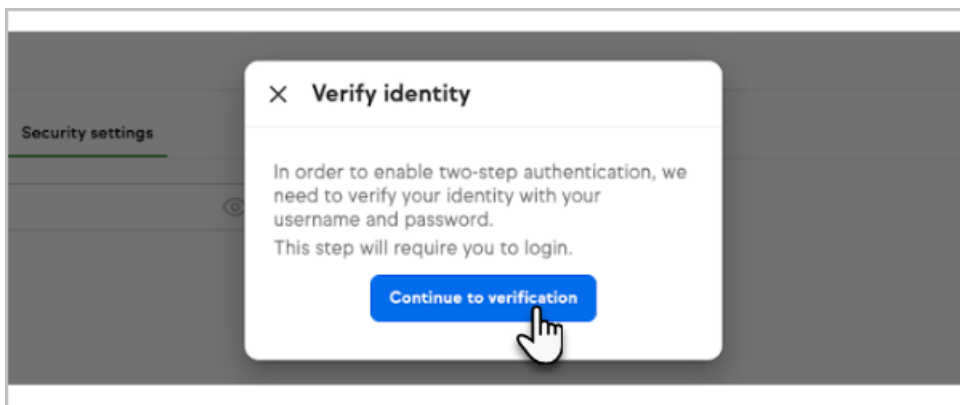 Verify identity
Security settings
In order to enable two-step authentication, we
need to verify your identity with your
username and password.
This step will require you to login.
Continue to verification